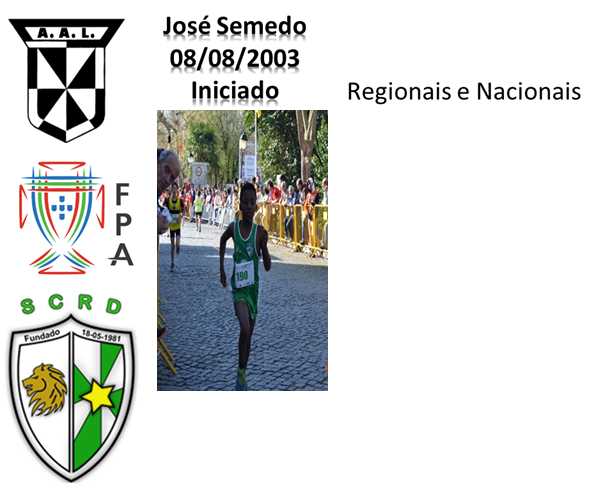 A. A. L.
José Semedo
08/08/2003
Iniciado
Regionais e Nacionais
F
P
A
190
S C R D
Fundado
18-05-1981